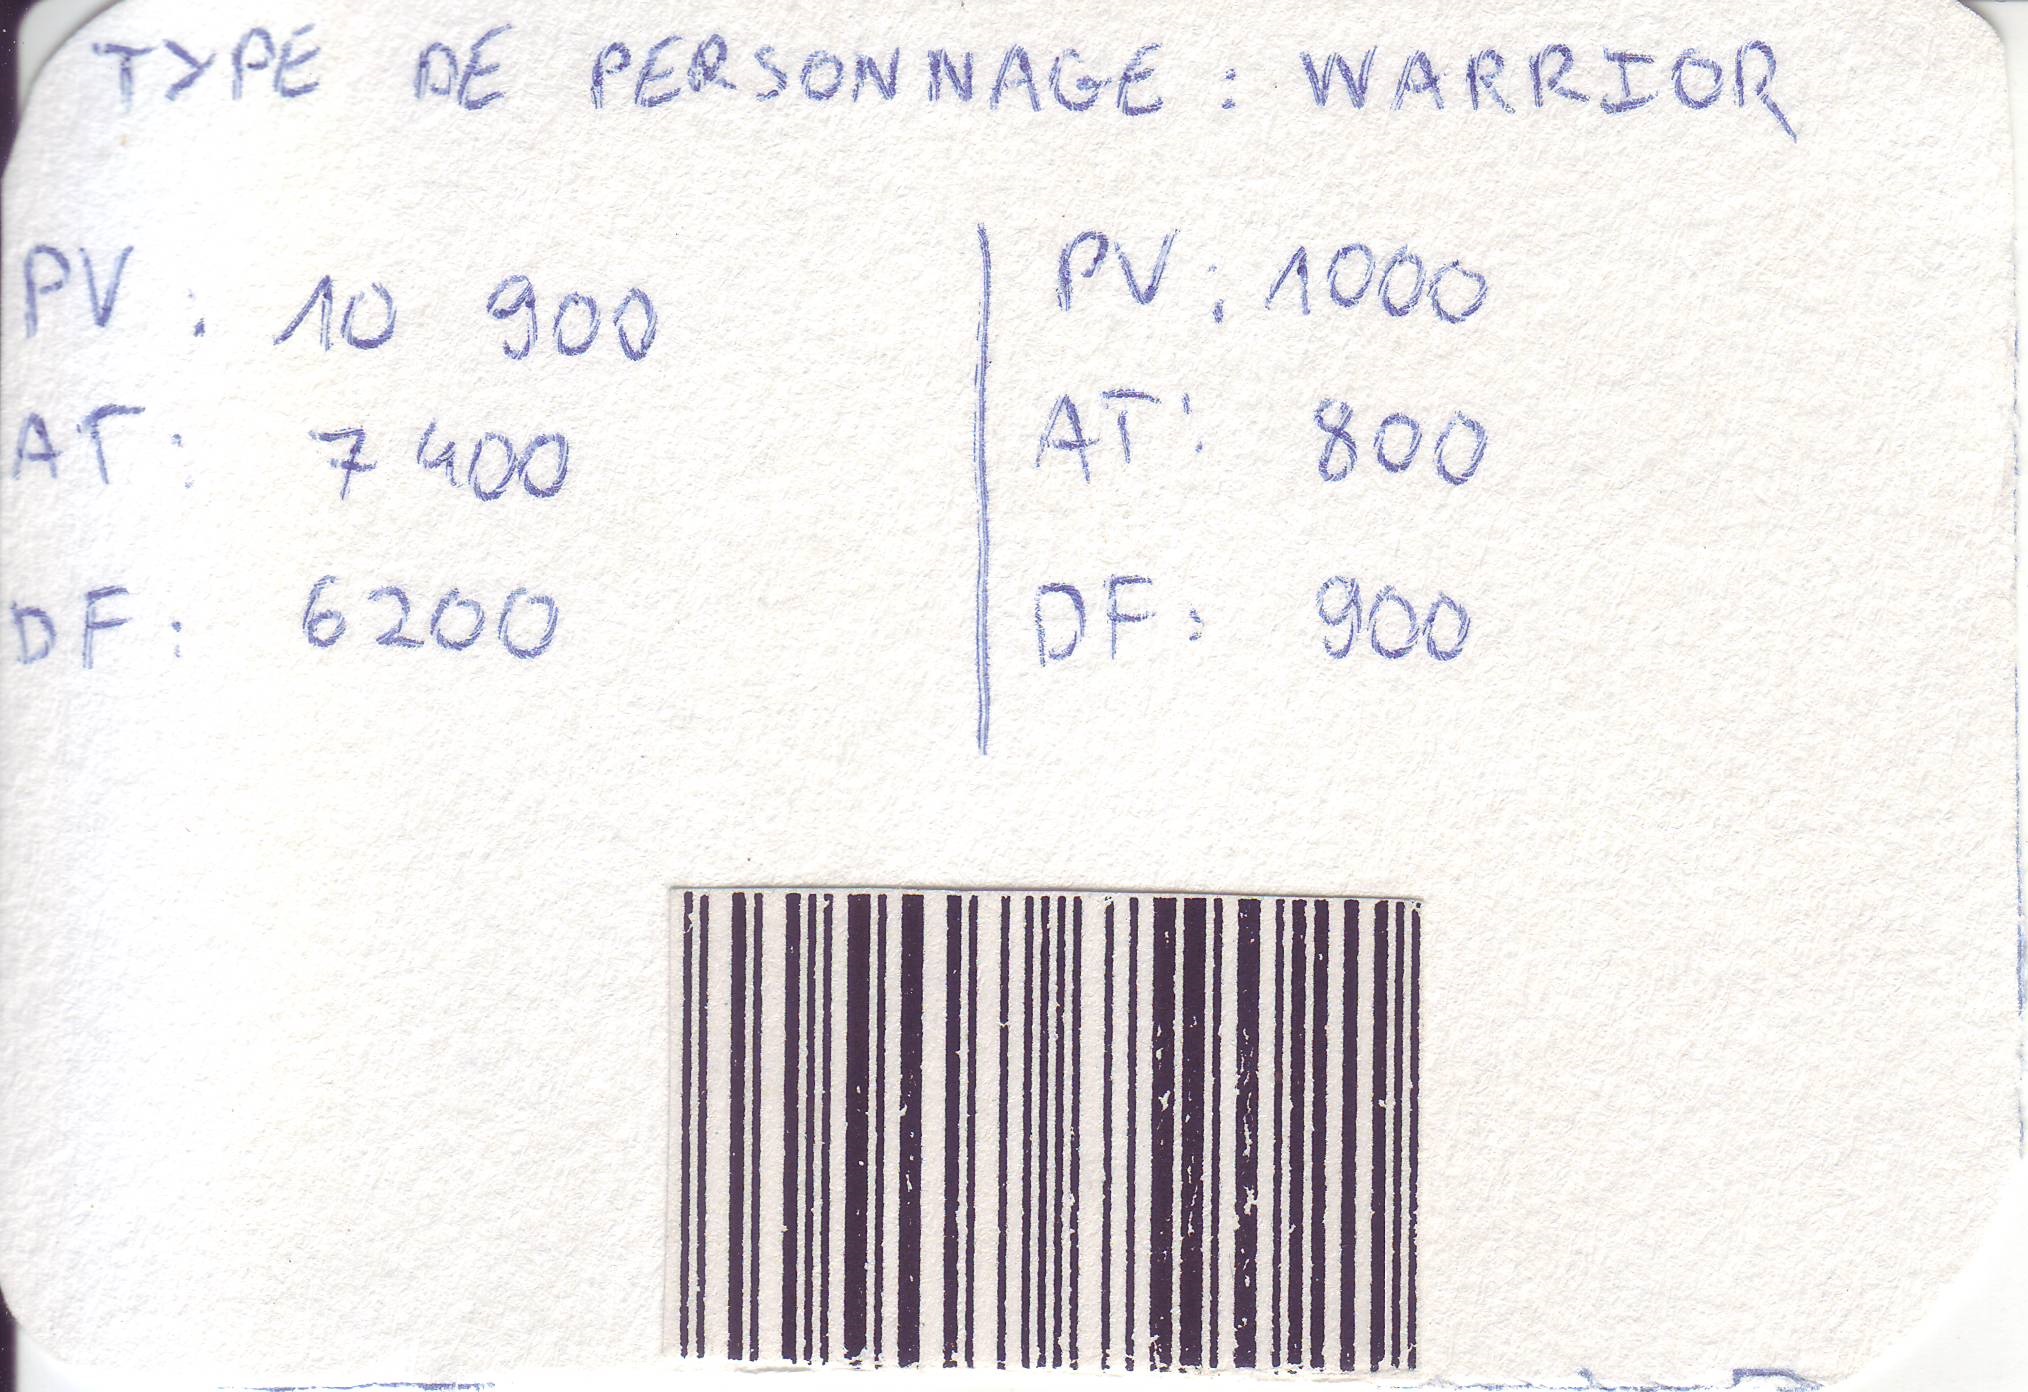 TYPE DE PERSONNAGE : WARRIOR
PV : 10 900
AT : 7 400
DF : 6200
PV : 1000
AT : 800
DF : 900